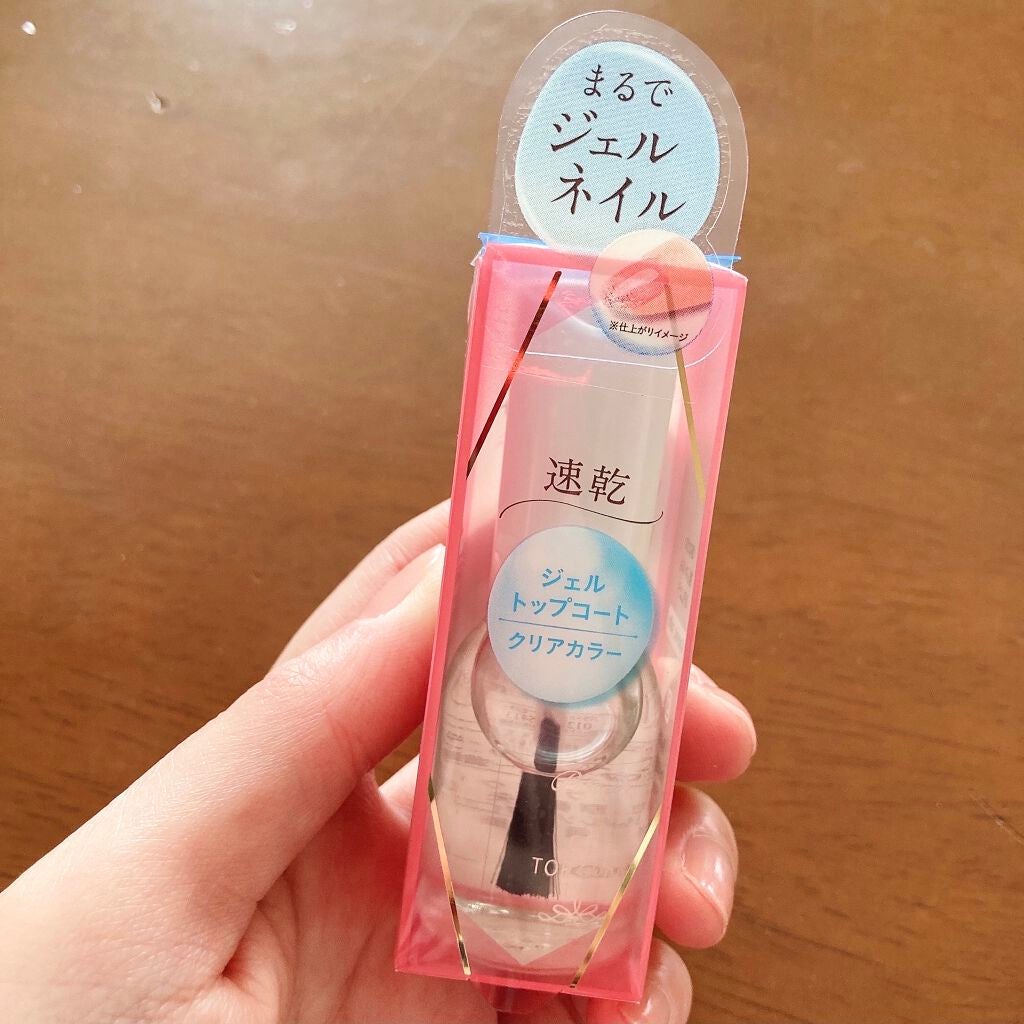 まるで
ジェル
ネイル
※仕上がりイメージ
速乾
ジェル
トップコート
クリアカラー